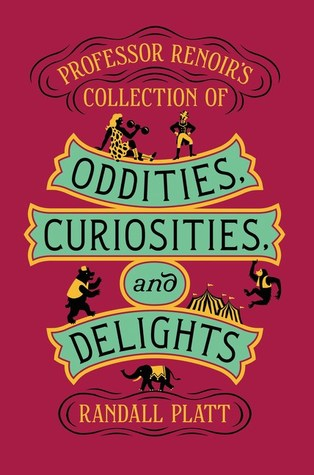 PROFESSOR RENOIR'S
COLLECTION OF
ODDITIES,
CURIOSITIES,
and
DELIGHTS
RANDALL PLATT